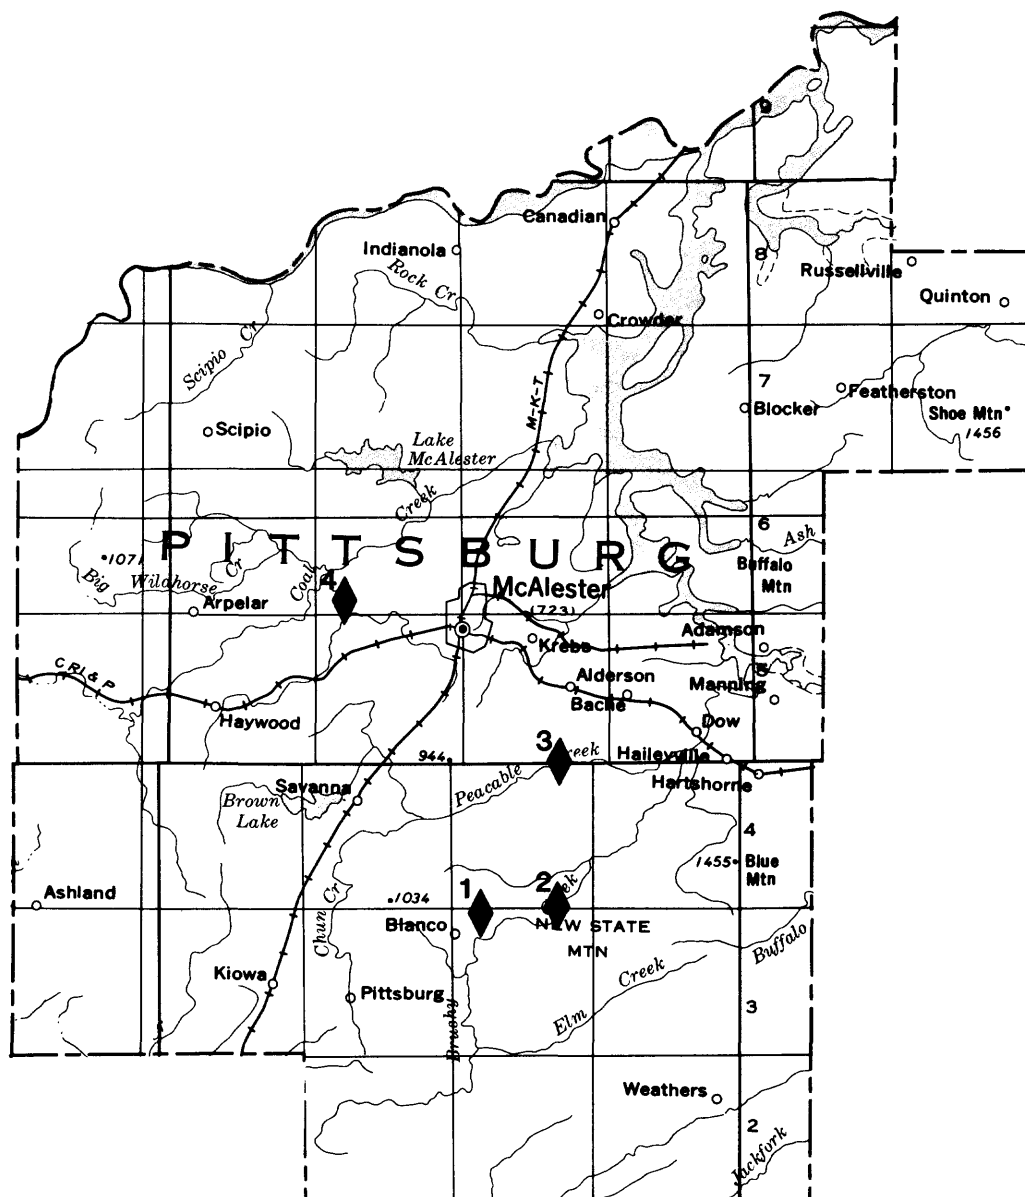 9
Canadian
Indianola
8
Russellville
Rock Cr
Quinton
Crowder
Scipio Cr
7
Featherston
M-K-T
Blocker
Shoe Mtn
1456
Scipio
Lake
McAlester
Creek
6
Ash
PITTSBURG
1071
Buffalo
Mtn
Big Wildhorse Cr
Coal
4
McAlester
Arpelar
(723)
Adamson
Krebs
CRI&P
5
Alderson
Manning
Bache
Haywood
Dow
3
Creek
Haileyville
944
Peacable
Hartshorne
Savanna
Brown
Lake
4
1455
Blue
Mtn
Ashland
Chun Cr
1034
1
2
Blanco
NEW STATE
MTN
Buffalo
Kiowa
Creek
Pittsburg
Elm
3
Brushy
Weathers
2
Jackfork